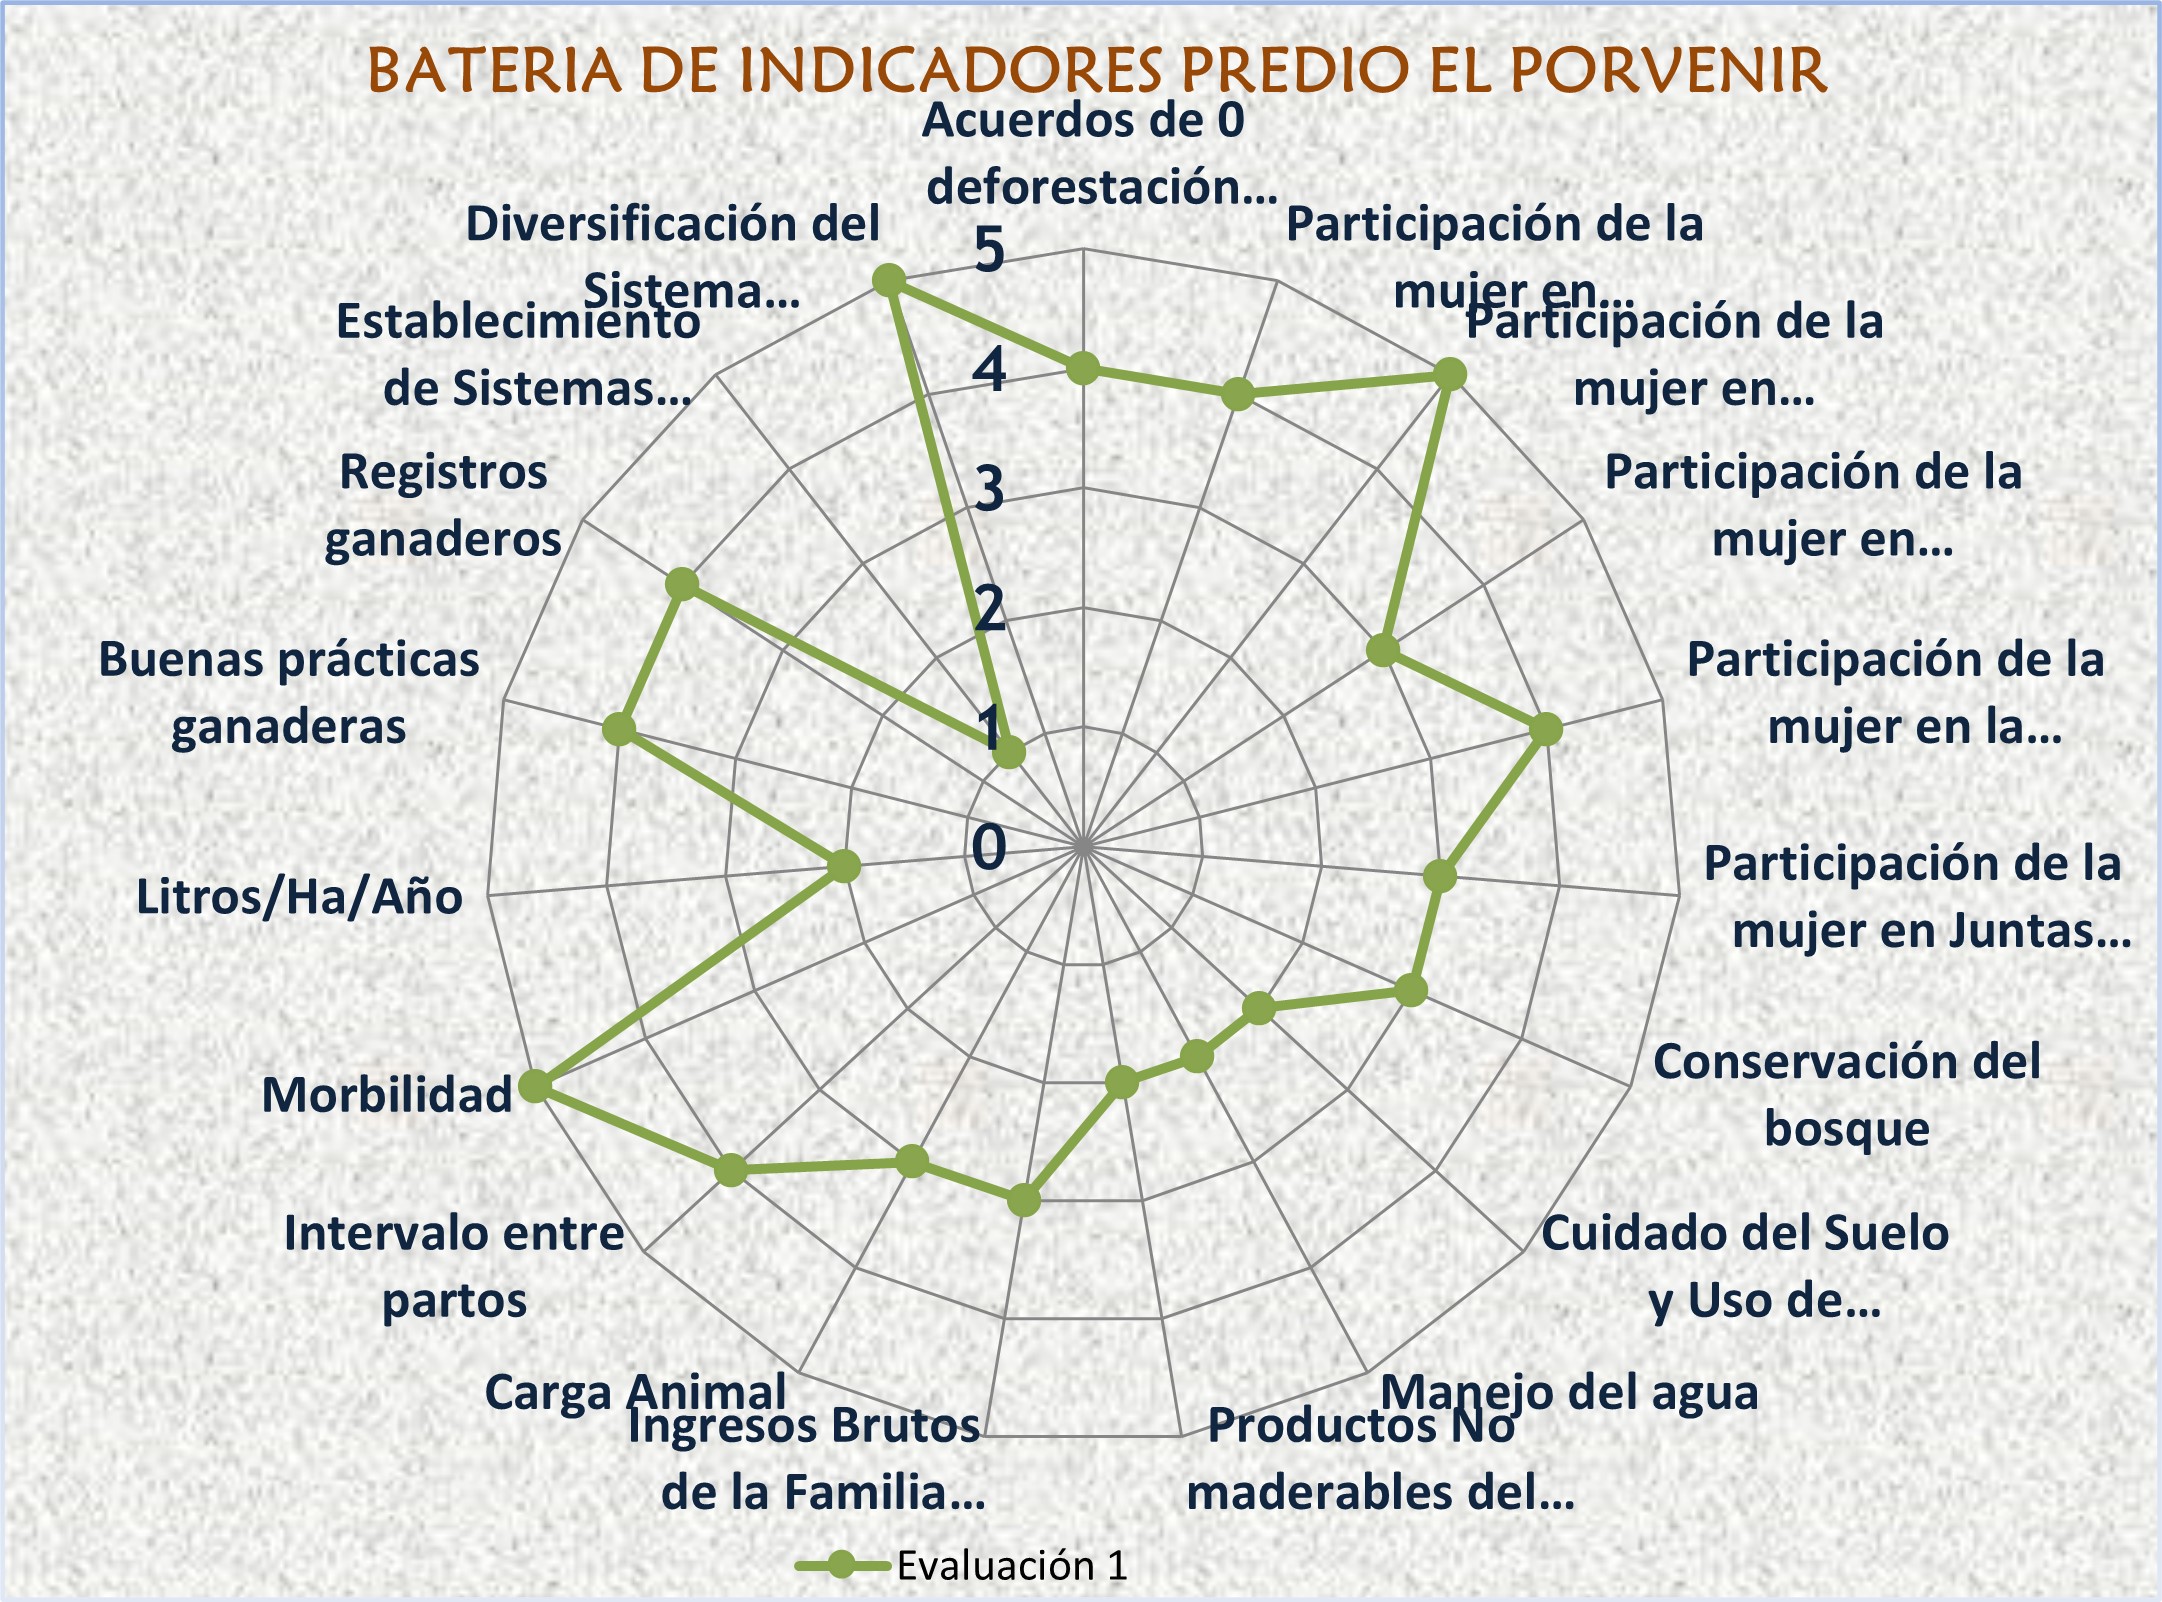 BATERIA DE INDICADORES PREDIO EL PORVENIR
Acuerdos de 0
deforestación...
Participación de la
mujer en...
Participación de la
mujer en...
Participación de la
mujer en...
Participación de la
mujer en la...
Participación de la
mujer en Juntas...
Conservación del
bosque
Cuidado del Suelo
y Uso de...
Manejo del agua
Productos No
maderables del...
Ingresos Brutos
de la Familia...
Carga Animal
Intervalo entre
partos
Morbilidad
Litros/Ha/Año
Buenas prácticas
ganaderas
Registros
ganaderos
Establecimiento
de Sistemas...
Diversificación del
Sistema...
5
4
3
2
1
0
Evaluación 1